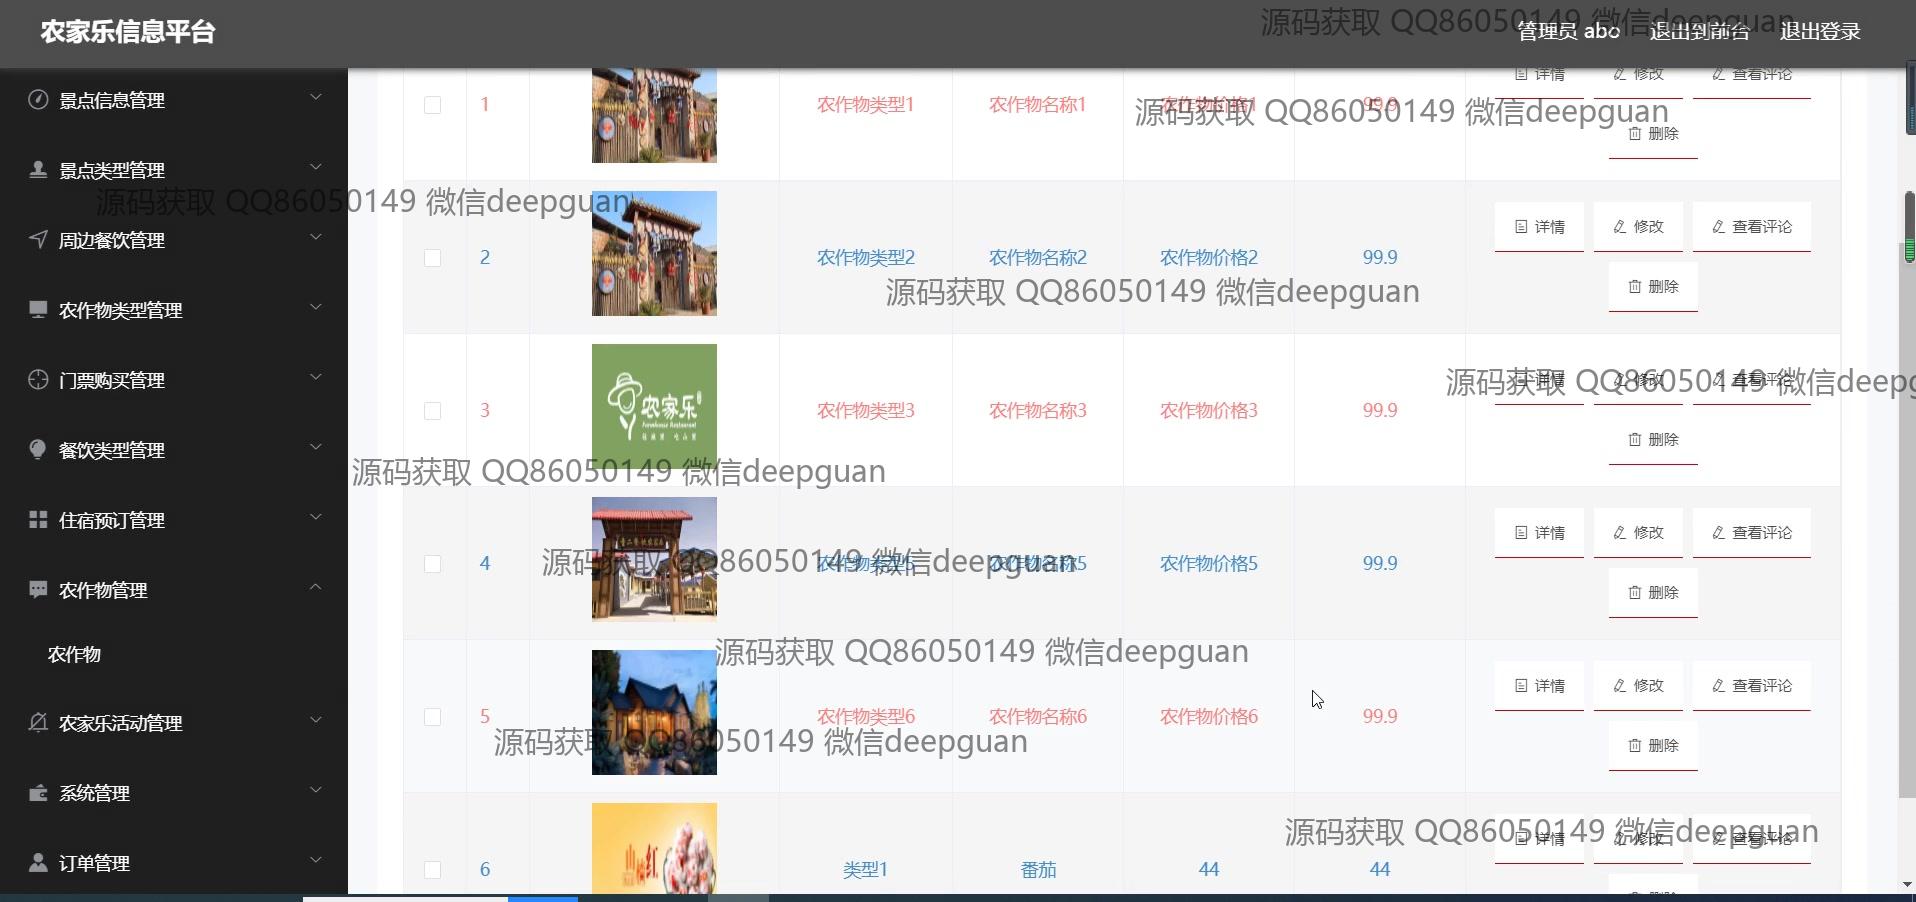 农家乐信息平台
管理员 abo 退出到前台 退出登录
源码获取 QQ86050149 微信deepguan
景点信息管理
景点类型管理
周边餐饮管理
农作物类型管理
门票购买管理
餐饮类型管理
住宿预订管理
农作物管理
农作物
农家乐活动管理
系统管理
订单管理
1 农作物类型1 农作物名称1 农作物价格1 99.9 详情 修改 查看评论
源码获取 QQ86050149 微信deepguan
删除
源码获取 QQ86050149 微信deepguan
2 农作物类型2 农作物名称2 农作物价格2 99.9 详情 修改 查看评论
删除
源码获取 QQ86050149 微信deepguan
农家乐
Farmhouse Restaurant
3 农作物类型3 农作物名称3 农作物价格3 99.9 详情 修改 查看评论
源码获取 QQ86050149 微信deepg
删除
源码获取 QQ86050149 微信deepguan
4 农作物类型5 农作物名称5 农作物价格5 99.9 详情 修改 查看评论
源码获取 QQ86050149 微信deepguan
删除
源码获取 QQ86050149 微信deepguan
5 农作物类型6 农作物名称6 农作物价格6 99.9 详情 修改 查看评论
删除
源码获取 QQ86050149 微信deepguan
源码获取 QQ86050149 微信deepguan
6 类型1 番茄 44 44 详情 修改 查看评论
删除